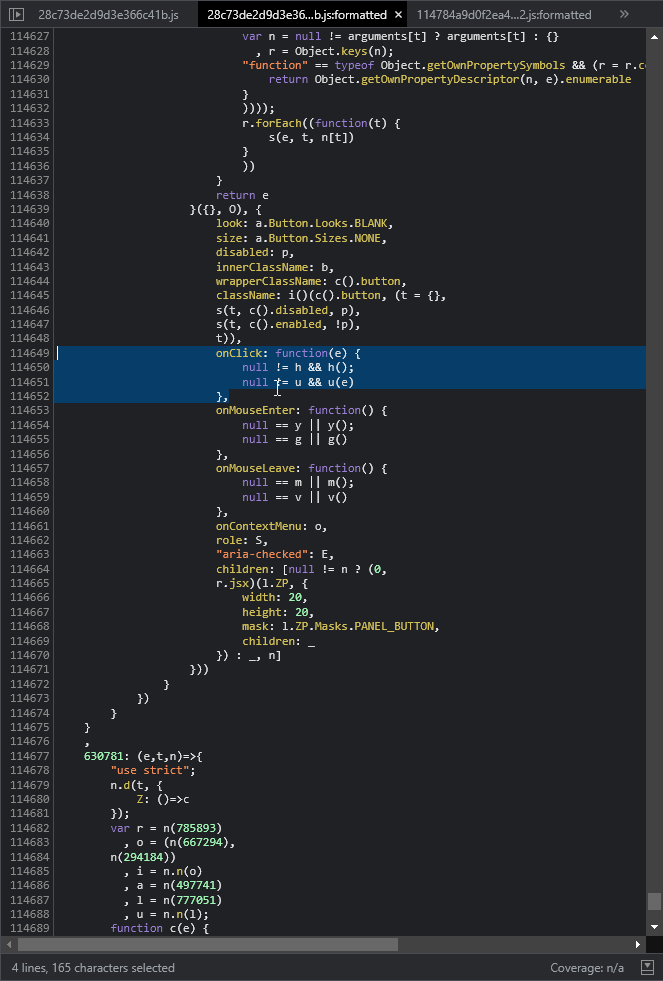 28c73de2d9d3e366c41b.js 28c73de2d9d3e36...b.js:formatted × 114784a9d0f2ea4...2.js:formatted »
114627 var n = null != arguments[t] ? arguments[t] : {}
114628 , r = Object.keys(n);
114629 "function" == typeof Object.getOwnPropertySymbols && (r = r.co
114630 return Object.getOwnPropertyDescriptor(n, e).enumerable
114631 }
114632 ))));
114633 r.forEach((function(t) {
114634 s(e, t, n[t])
114635 }
114636 ))
114637 }
114638 return e
114639 }({}, O), {
114640 look: a.Button.Looks.BLANK,
114641 size: a.Button.Sizes.NONE,
114642 disabled: p,
114643 innerClassName: b,
114644 wrapperClassName: c().button,
114645 className: i()(c().button, (t = {},
114646 s(t, c().disabled, p),
114647 s(t, c().enabled, !p),
114648 t)),
114649 onClick: function(e) {
114650 null != h && h();
114651 null != u && u(e)
114652 },
114653 onMouseEnter: function() {
114654 null == y || y();
114655 null == g || g()
114656 },
114657 onMouseLeave: function() {
114658 null == m || m();
114659 null == v || v()
114660 },
114661 onContextMenu: o,
114662 role: S,
114663 "aria-checked": E,
114664 children: [null != n ? (0,
114665 r.jsx)(l.ZP, {
114666 width: 20,
114667 height: 20,
114668 mask: l.ZP.Masks.PANEL_BUTTON,
114669 children: _
114670 }) : _, n]
114671 }))
114672 }
114673 })
114674 }
114675 }
114676 ,
114677 630781: (e,t,n)=>{
114678 "use strict";
114679 n.d(t, {
114680 Z: ()=>c
114681 });
114682 var r = n(785893)
114683 , o = (n(667294),
114684 n(294184))
114685 , i = n.n(o)
114686 , a = n(497741)
114687 , l = n(777051)
114688 , u = n.n(l);
114689 function c(e) {
4 lines, 165 characters selected Coverage: n/a